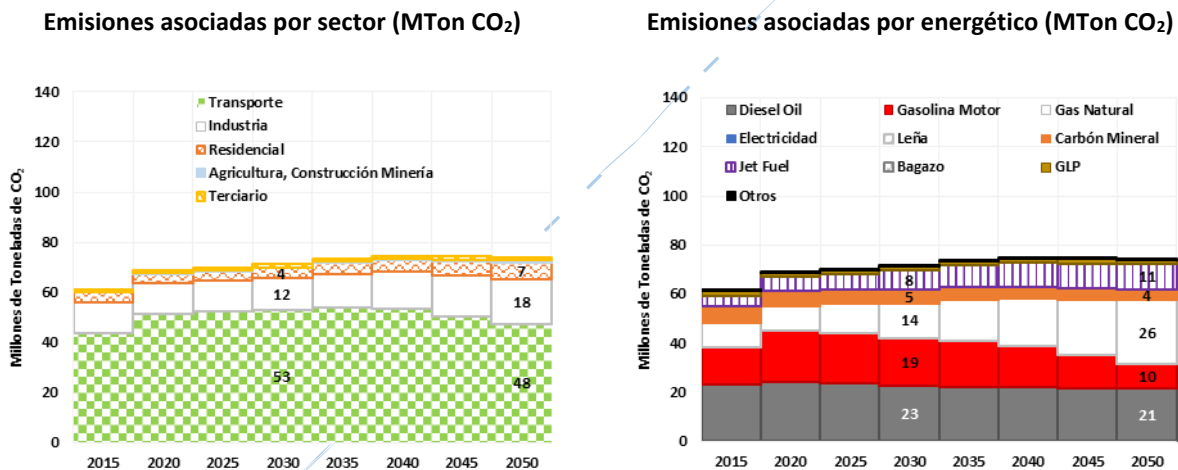 Emisiones asociadas por sector (MTon CO₂)
Millones de Toneladas de CO₂
140
120
100
80
60
40
20
0
Transporte
Industria
Residencial
Agricultura, Construcción Minería
Terciario
4
7
12
18
53
48
2015 2020 2025 2030 2035 2040 2045 2050
Emisiones asociadas por energético (MTon CO₂)
Millones de Toneladas de CO₂
140
120
100
80
60
40
20
0
Diesel Oil Gasolina Motor Gas Natural
Electricidad Leña Carbón Mineral
Jet Fuel Bagazo GLP
Otros
8 11
5 4
14 26
19 10
23 21
2015 2020 2025 2030 2035 2040 2045 2050